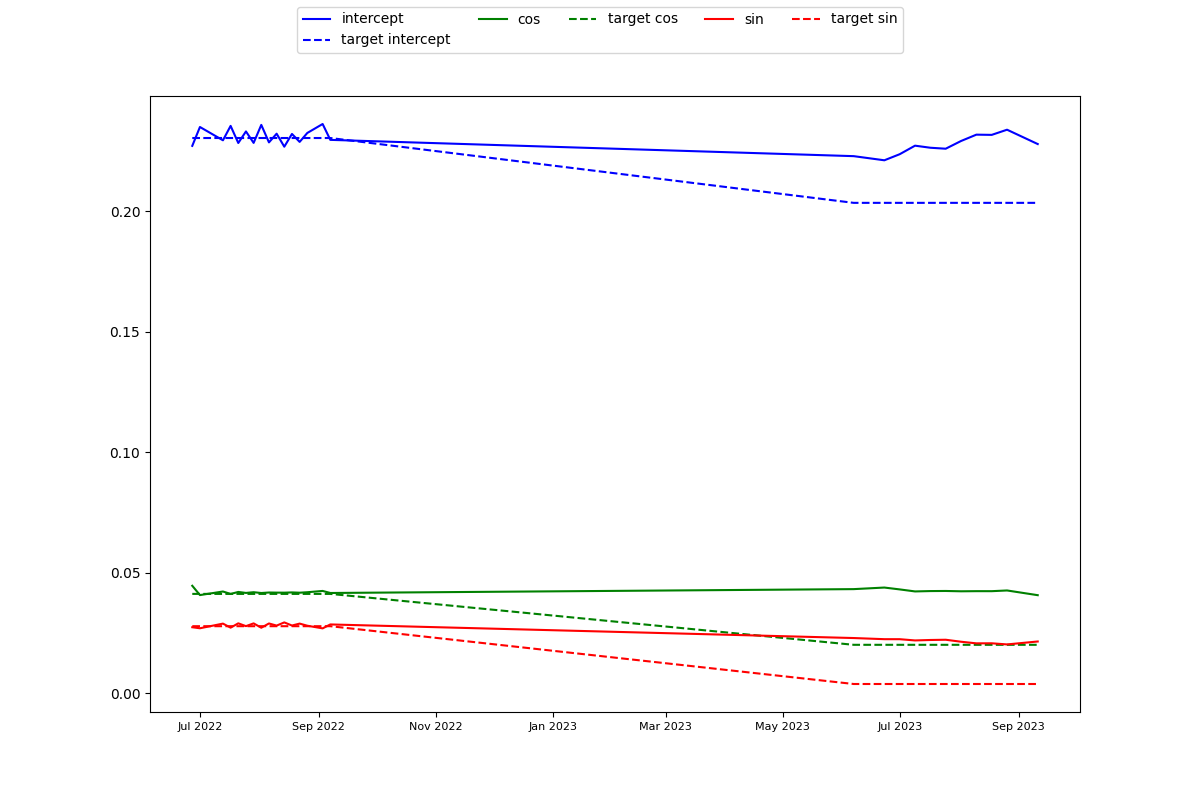 intercept cos target cos sin target sin
target intercept
0.20
0.15
0.10
0.05
0.00
Jul 2022 Sep 2022 Nov 2022 Jan 2023 Mar 2023 May 2023 Jul 2023 Sep 2023